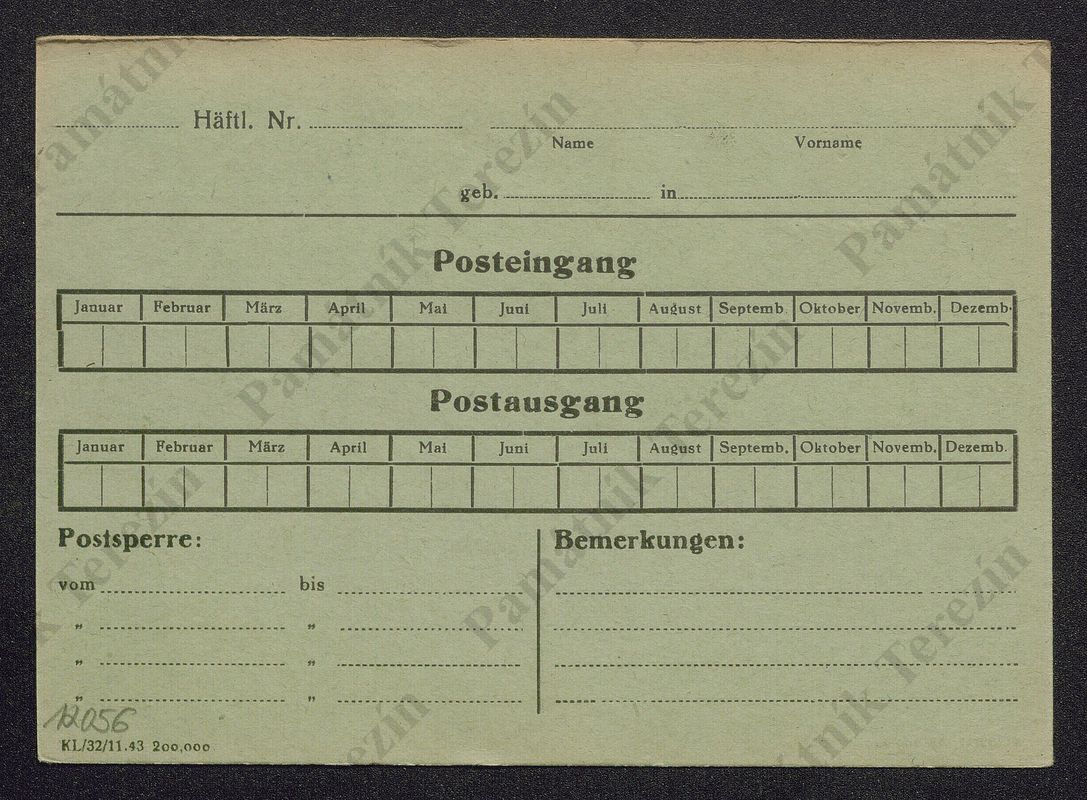 Häftl. Nr.
Name Vorname
geb. in
Posteingang
Januar Februar März April Mai Juni Juli August Septemb. Oktober Novemb. Dezemb.
Postausgang
Januar Februar März April Mai Juni Juli August Septemb. Oktober Novemb. Dezemb.
Postsperre: Bemerkungen:
vom bis
" "
" "
" "
12056
KL/32/11.43 200,000
Památník Terezín